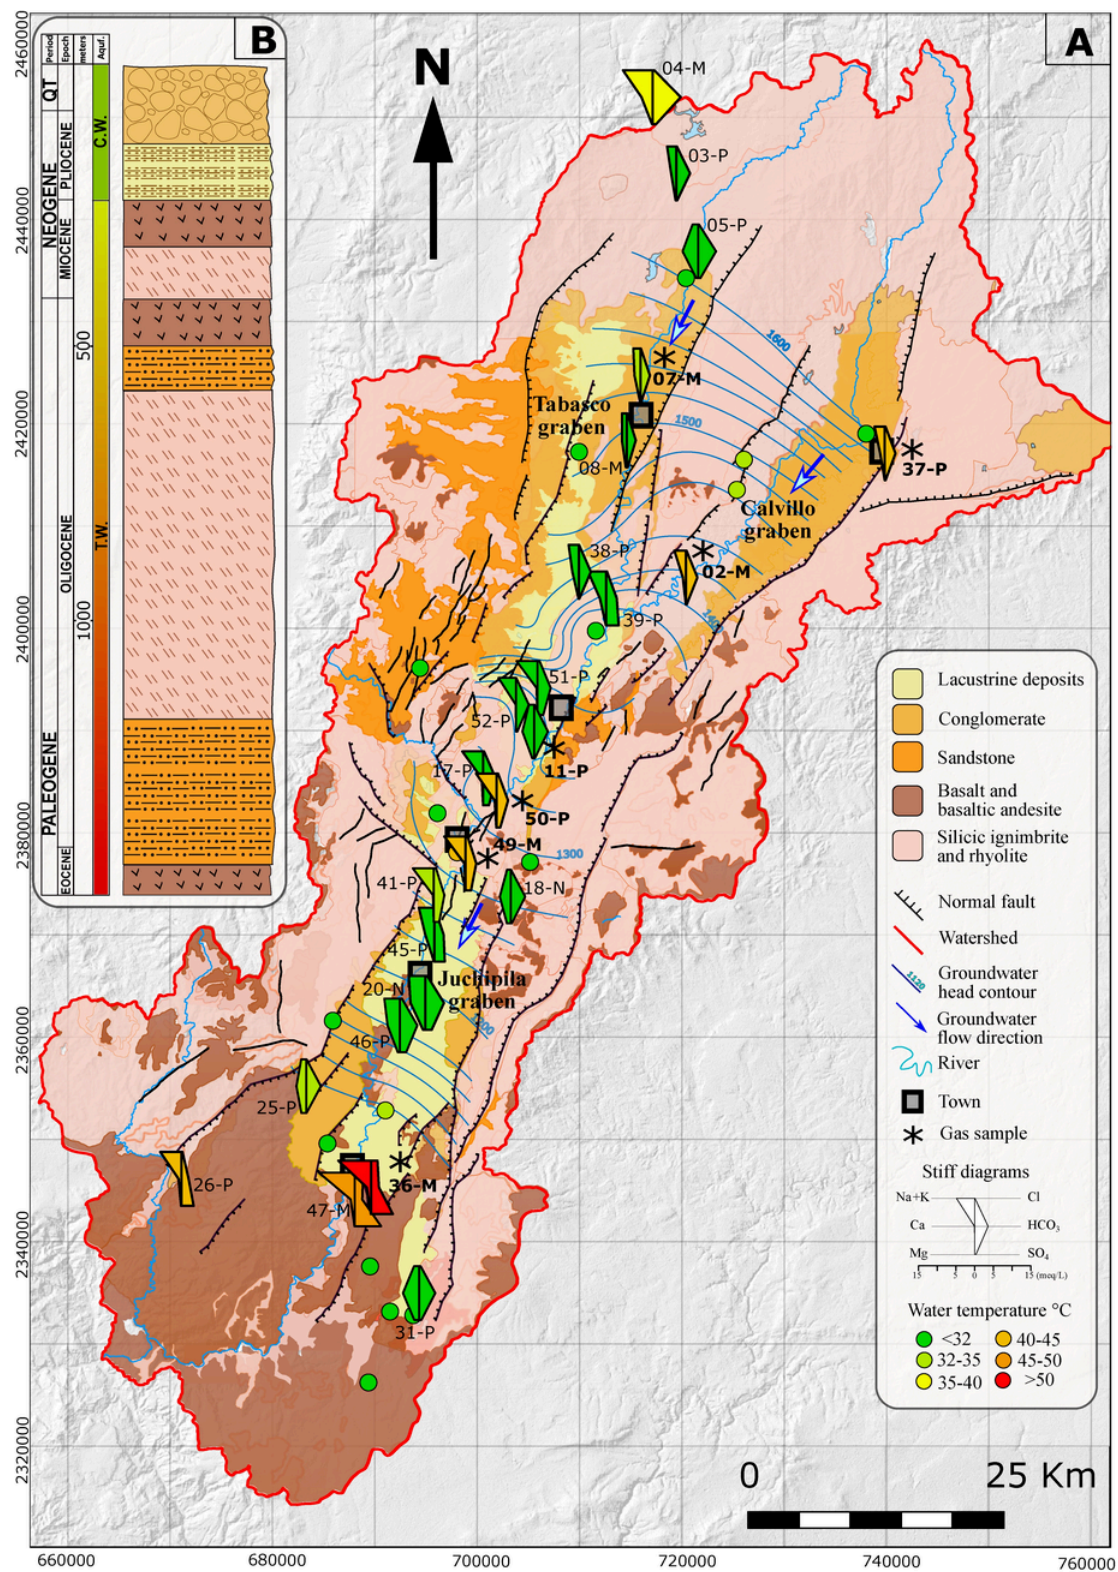 B
Period
Epoch
meters
Aquf.
QT
NEOGENE
PLIOCENE
MIOCENE
C.W.
500
OLIGOCENE
1000
T.W.
PALEOGENE
EOCENE
A
N
04-M
03-P
05-P
1600
07-M
Tabasco
graben
1500
08-M
37-P
Calvillo
graben
38-P
02-M
39-P
51-P
52-P
11-P
17-P
50-P
49-M
1300
41-P
18-N
45-P
Juchipila
graben
20-N
46-P
25-P
26-P
36-M
47-M
31-P
Lacustrine deposits
Conglomerate
Sandstone
Basalt and
basaltic andesite
Silicic ignimbrite
and rhyolite
Normal fault
Watershed
1120
Groundwater
head contour
Groundwater
flow direction
River
Town
Gas sample
Stiff diagrams
Na+K Cl
Ca HCO₃
Mg SO₄
15 5 0 5 15 (meq/L)
Water temperature °C
<32 40-45
32-35 45-50
35-40 >50
0 25 Km
2460000
2440000
2420000
2400000
2380000
2360000
2340000
2320000
660000 680000 700000 720000 740000 760000